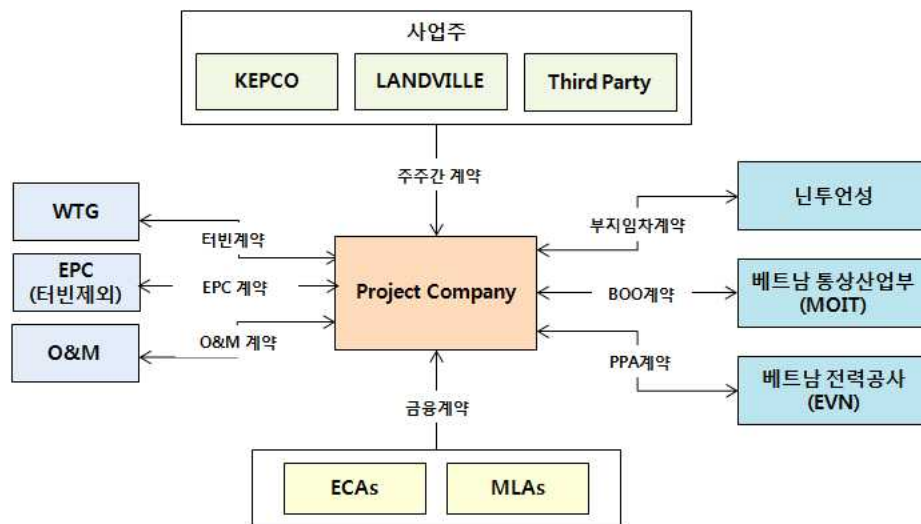 사업주
KEPCO
LANDVILLE
Third Party
주주간 계약
WTG
터빈계약
EPC
(터빈제외)
EPC 계약
O&M
O&M 계약
Project Company
닌투언성
부지임차계약
베트남 통상산업부
(MOIT)
BOO계약
베트남 전력공사
(EVN)
PPA계약
금융계약
ECAs
MLAs